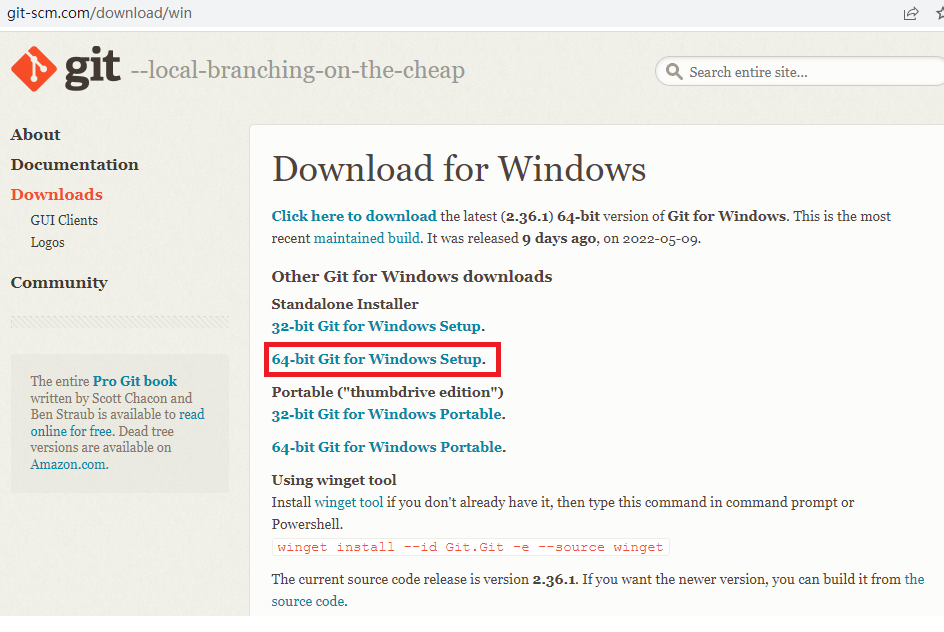 git-scm.com/download/win
git --local-branching-on-the-cheap
Search entire site...
About
Documentation
Downloads
GUI Clients
Logos
Community
The entire Pro Git book
written by Scott Chacon and
Ben Straub is available to read
online for free. Dead tree
versions are available on
Amazon.com.
Download for Windows
Click here to download the latest (2.36.1) 64-bit version of Git for Windows. This is the most
recent maintained build. It was released 9 days ago, on 2022-05-09.
Other Git for Windows downloads
Standalone Installer
32-bit Git for Windows Setup.
64-bit Git for Windows Setup.
Portable ("thumbdrive edition")
32-bit Git for Windows Portable.
64-bit Git for Windows Portable.
Using winget tool
Install winget tool if you don't already have it, then type this command in command prompt or
Powershell.
winget install --id Git.Git -e --source winget
The current source code release is version 2.36.1. If you want the newer version, you can build it from the
source code.